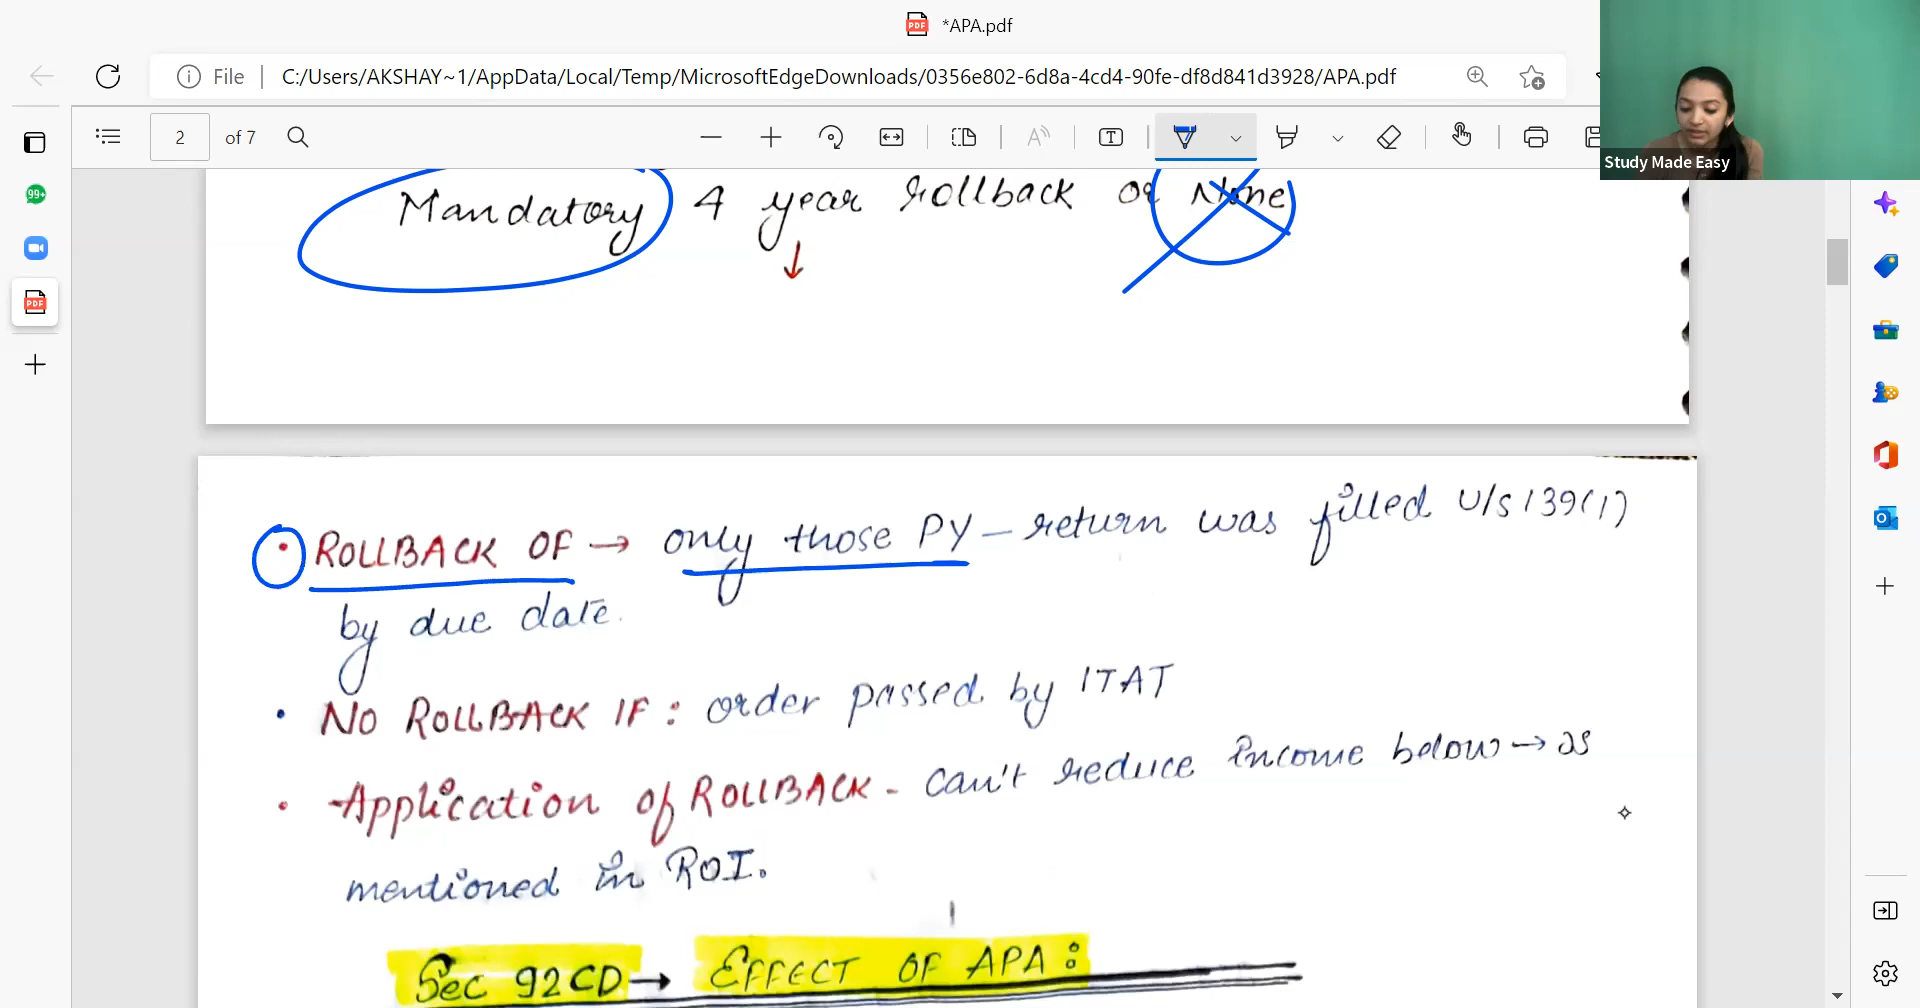 *APA.pdf
File
C:/Users/AKSHAY~1/AppData/Local/Temp/MicrosoftEdgeDownloads/0356e802-6d8a-4cd4-90fe-df8d841d3928/APA.pdf
2 of 7
Study Made Easy
99+
PDF
Mandatory 4 year rollback or None
• ROLLBACK OF → only those PY – return was filled U/S 139(1)
by due date.
• NO ROLLBACK IF : order passed by ITAT
• Application of ROLLBACK - can't reduce income below → as
mentioned in ROI.
Sec 92CD → EFFECT OF APA :